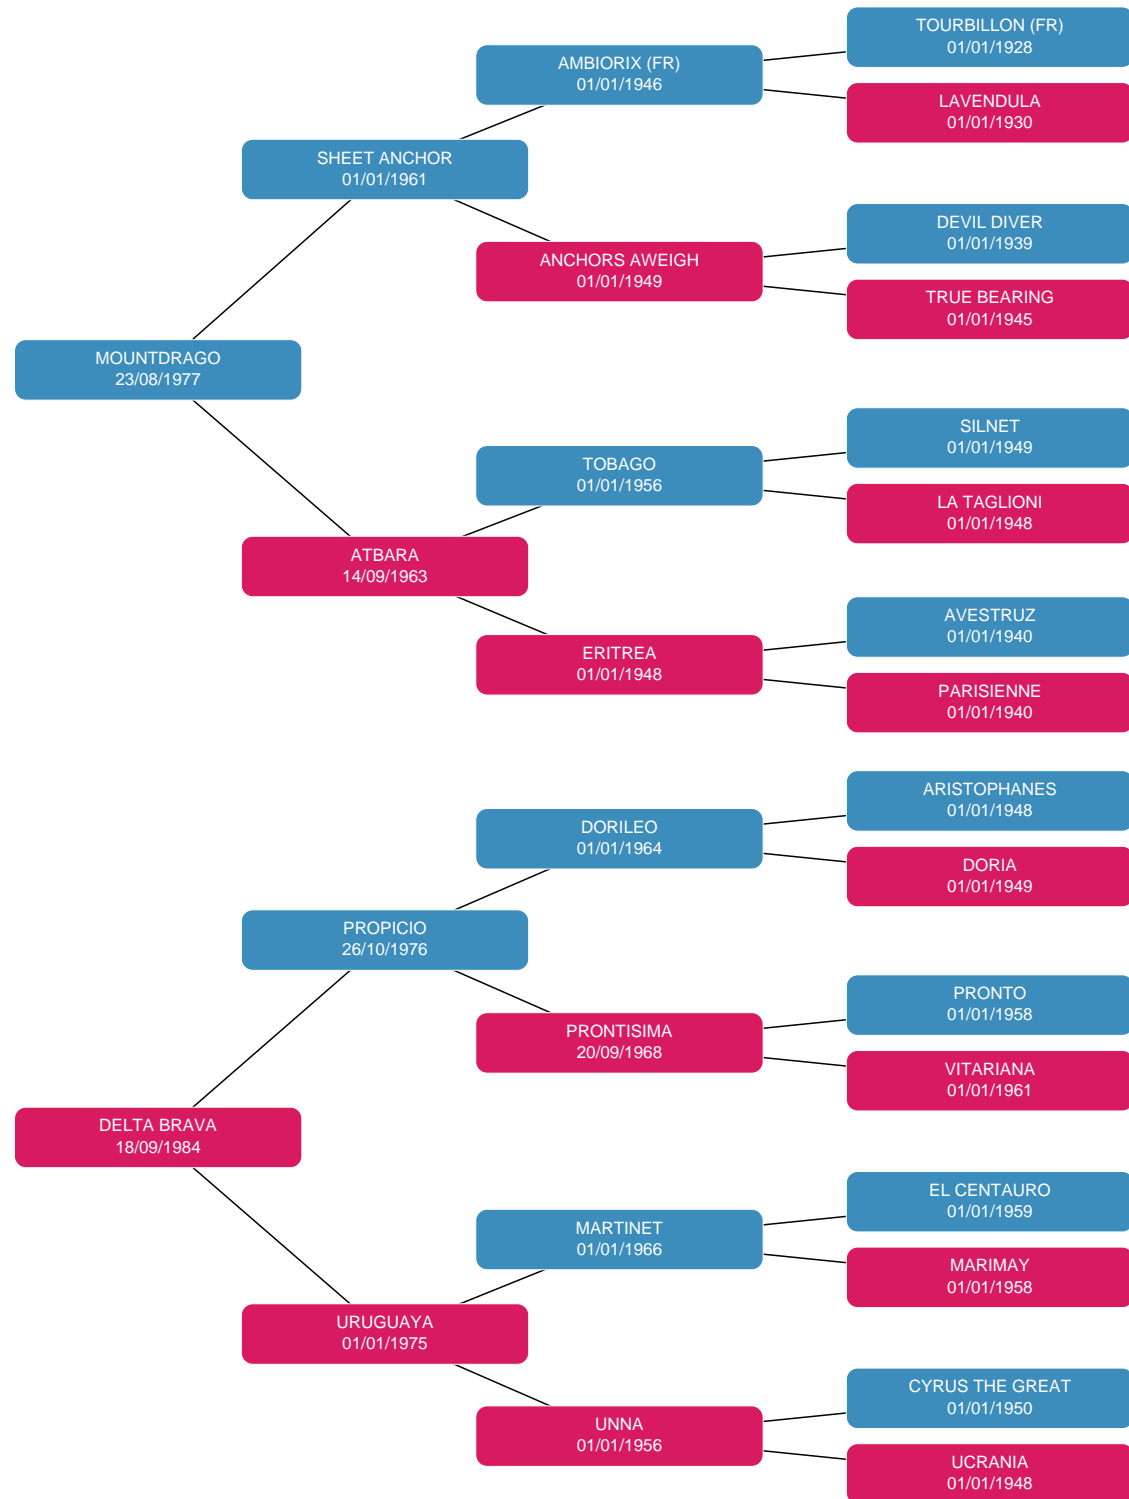 TOURBILLON (FR)
01/01/1928
AMBIORIX (FR)
01/01/1946
LAVENDULA
01/01/1930
SHEET ANCHOR
01/01/1961
DEVIL DIVER
01/01/1939
ANCHORS AWEIGH
01/01/1949
TRUE BEARING
01/01/1945
MOUNTDRAGO
23/08/1977
SILNET
01/01/1949
TOBAGO
01/01/1956
LA TAGLIONI
01/01/1948
ATBARA
14/09/1963
AVESTRUZ
01/01/1940
ERITREA
01/01/1948
PARISIENNE
01/01/1940
ARISTOPHANES
01/01/1948
DORILEO
01/01/1964
DORIA
01/01/1949
PROPICIO
26/10/1976
PRONTO
01/01/1958
PRONTISIMA
20/09/1968
VITARIANA
01/01/1961
DELTA BRAVA
18/09/1984
EL CENTAURO
01/01/1959
MARTINET
01/01/1966
MARIMAY
01/01/1958
URUGUAYA
01/01/1975
CYRUS THE GREAT
01/01/1950
UNNA
01/01/1956
UCRANIA
01/01/1948